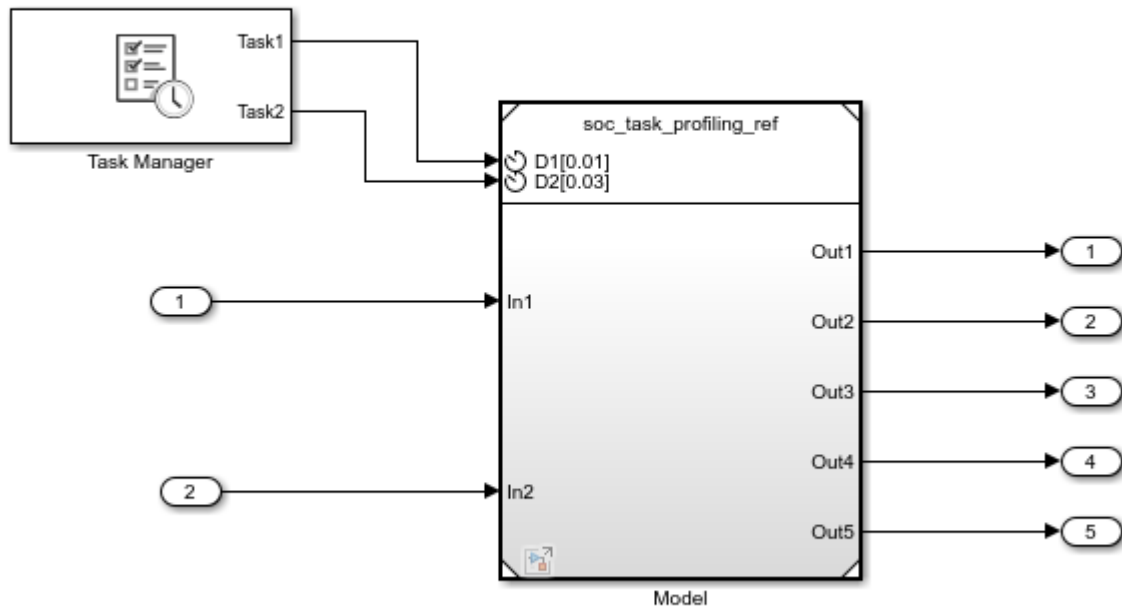 Task1
Task2
Task Manager
soc_task_profiling_ref
D1[0.01]
D2[0.03]
Out1
1
1
In1
Out2
2
Out3
3
Out4
4
2
In2
Out5
5
Model